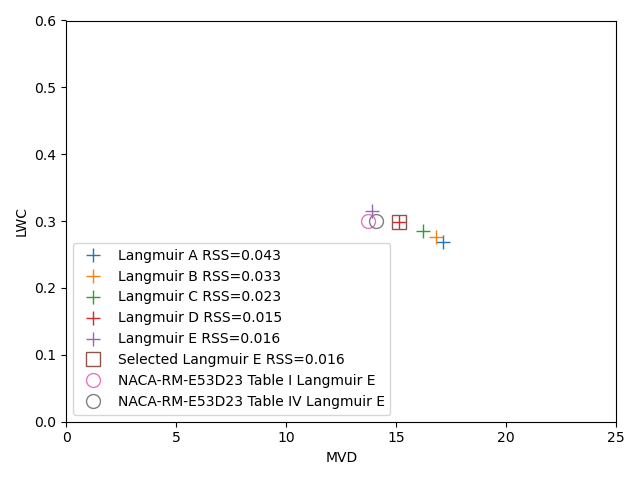 0.6
0.5
0.4
0.3
0.2
0.1
0.0
LWC
Langmuir A RSS=0.043
Langmuir B RSS=0.033
Langmuir C RSS=0.023
Langmuir D RSS=0.015
Langmuir E RSS=0.016
Selected Langmuir E RSS=0.016
NACA-RM-E53D23 Table I Langmuir E
NACA-RM-E53D23 Table IV Langmuir E
0 5 10 15 20 25
MVD